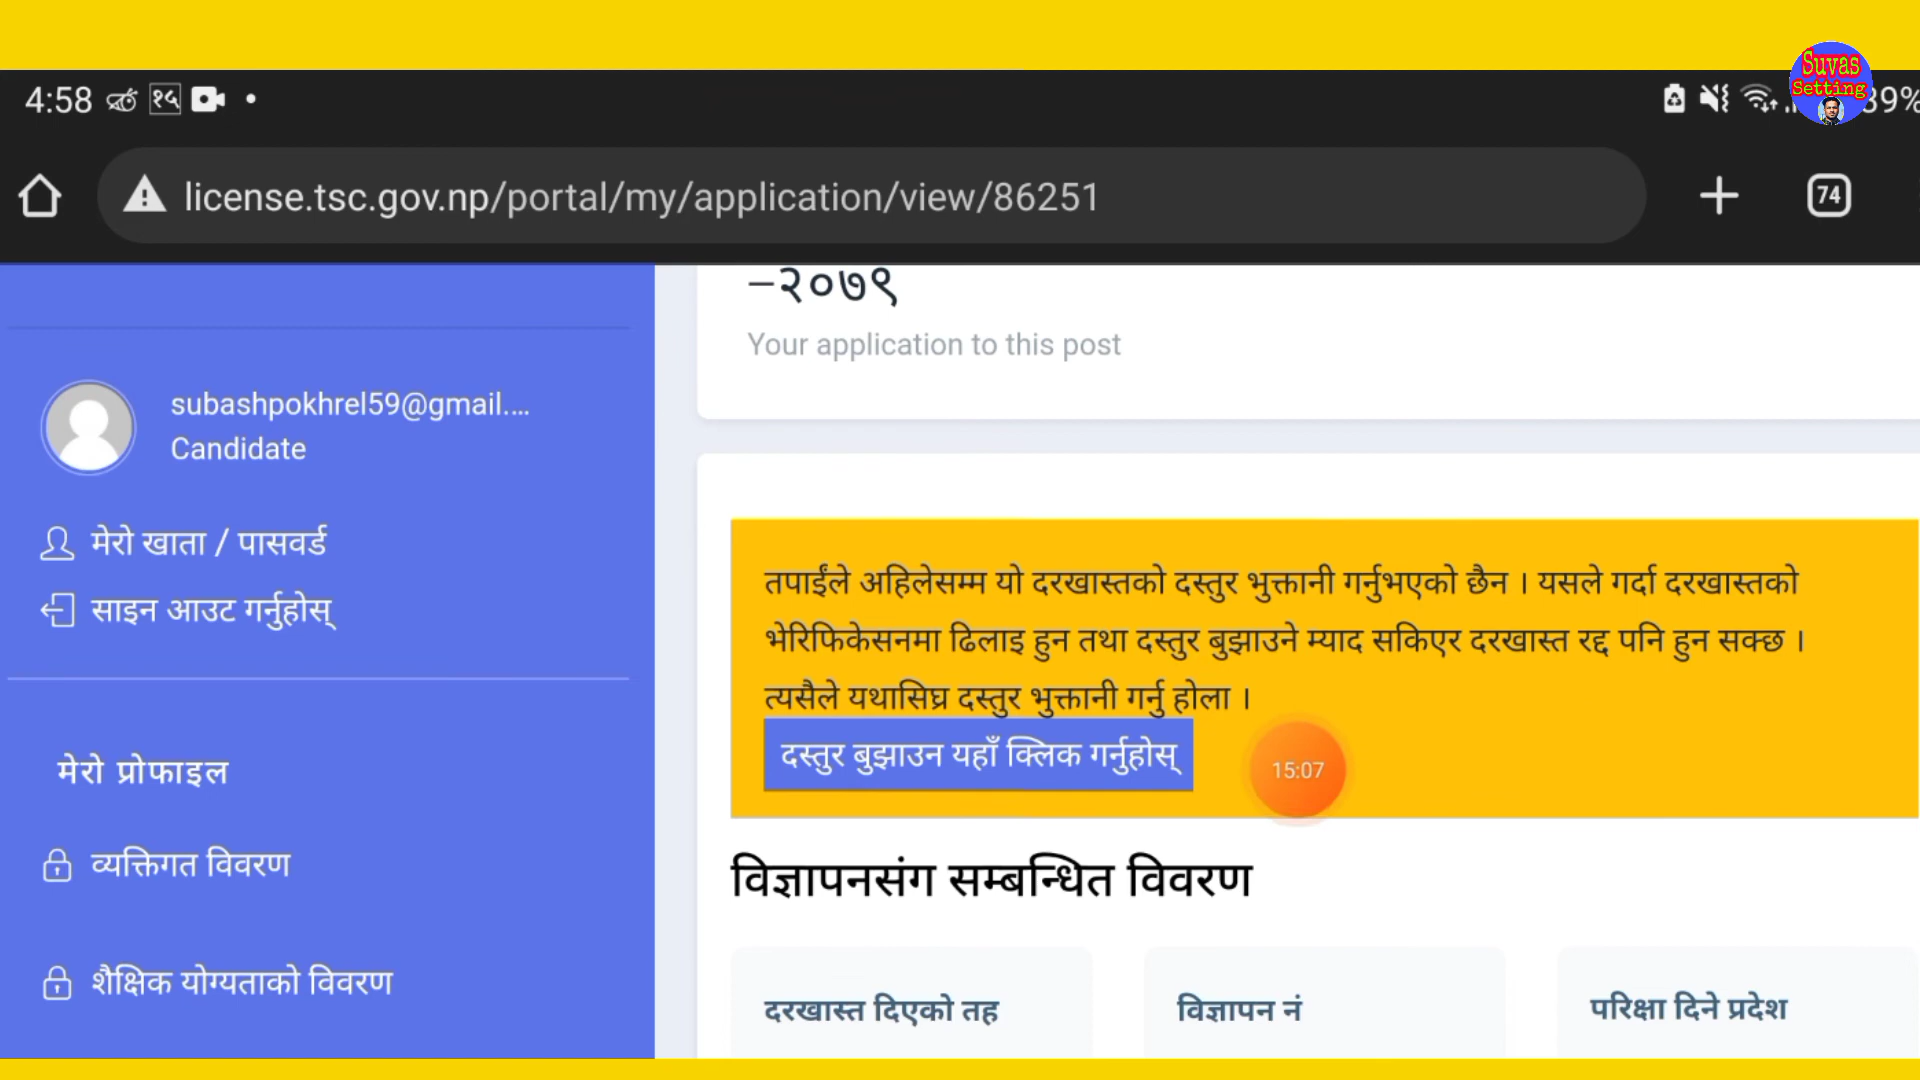 Suvas
Setting
4:58 २५
39%
license.tsc.gov.np/portal/my/application/view/86251
74
–२०७९
Your application to this post
subashpokhrel59@gmail....
Candidate
मेरो खाता / पासवर्ड
साइन आउट गर्नुहोस्
मेरो प्रोफाइल
व्यक्तिगत विवरण
शैक्षिक योग्यताको विवरण
तपाईंले अहिलेसम्म यो दरखास्तको दस्तुर भुक्तानी गर्नुभएको छैन । यसले गर्दा दरखास्तको
भेरिफिकेसनमा ढिलाइ हुन तथा दस्तुर बुझाउने म्याद सकिएर दरखास्त रद्द पनि हुन सक्छ ।
त्यसैले यथासिघ्र दस्तुर भुक्तानी गर्नु होला ।
दस्तुर बुझाउन यहाँ क्लिक गर्नुहोस्
15:07
विज्ञापनसंग सम्बन्धित विवरण
दरखास्त दिएको तह
विज्ञापन नं
परिक्षा दिने प्रदेश